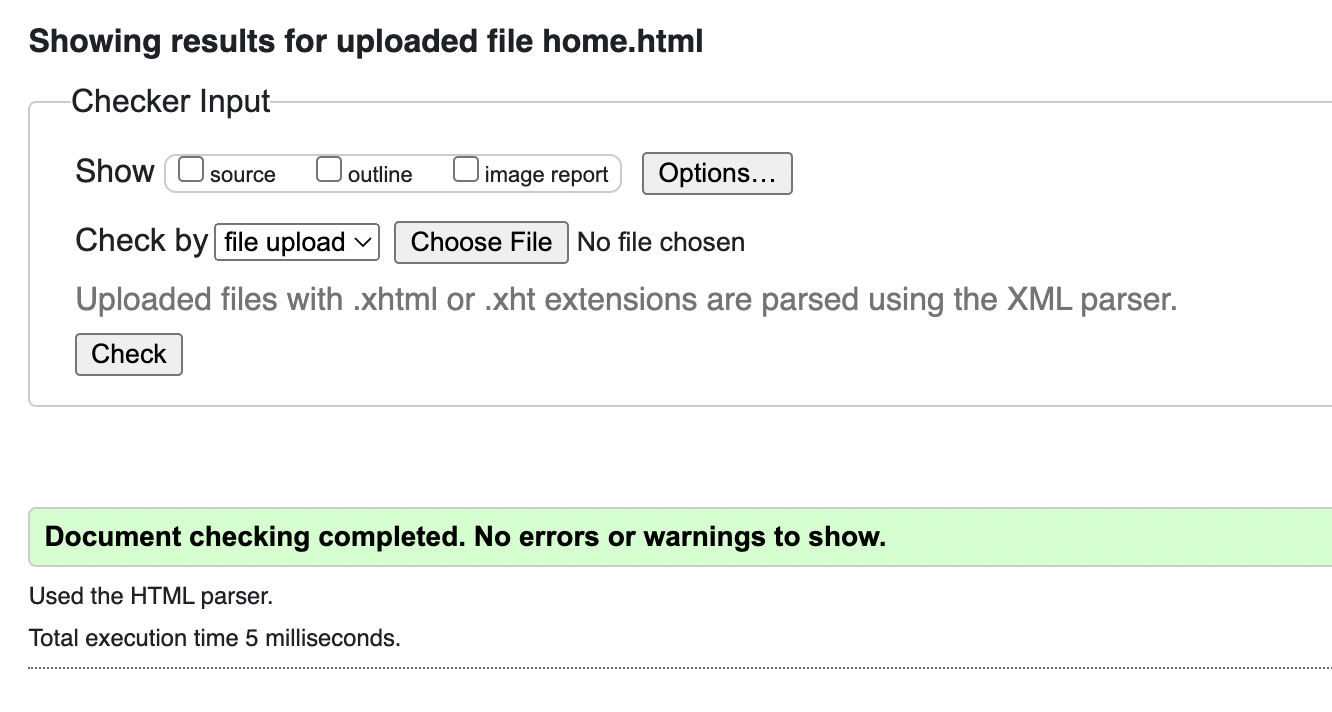 Showing results for uploaded file home.html
Checker Input
Show source outline image report Options…
Check by file upload Choose File No file chosen
Uploaded files with .xhtml or .xht extensions are parsed using the XML parser.
Check
Document checking completed. No errors or warnings to show.
Used the HTML parser.
Total execution time 5 milliseconds.